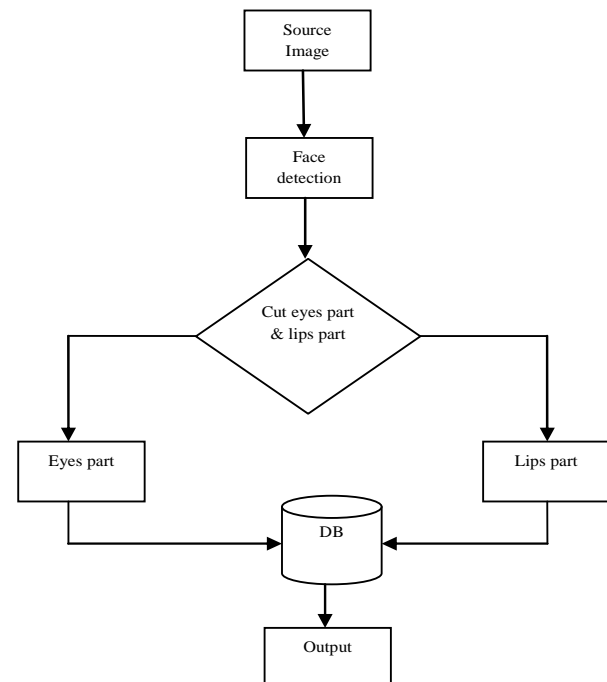 Source
Image
Face
detection
Cut eyes part
& lips part
Eyes part
Lips part
DB
Output